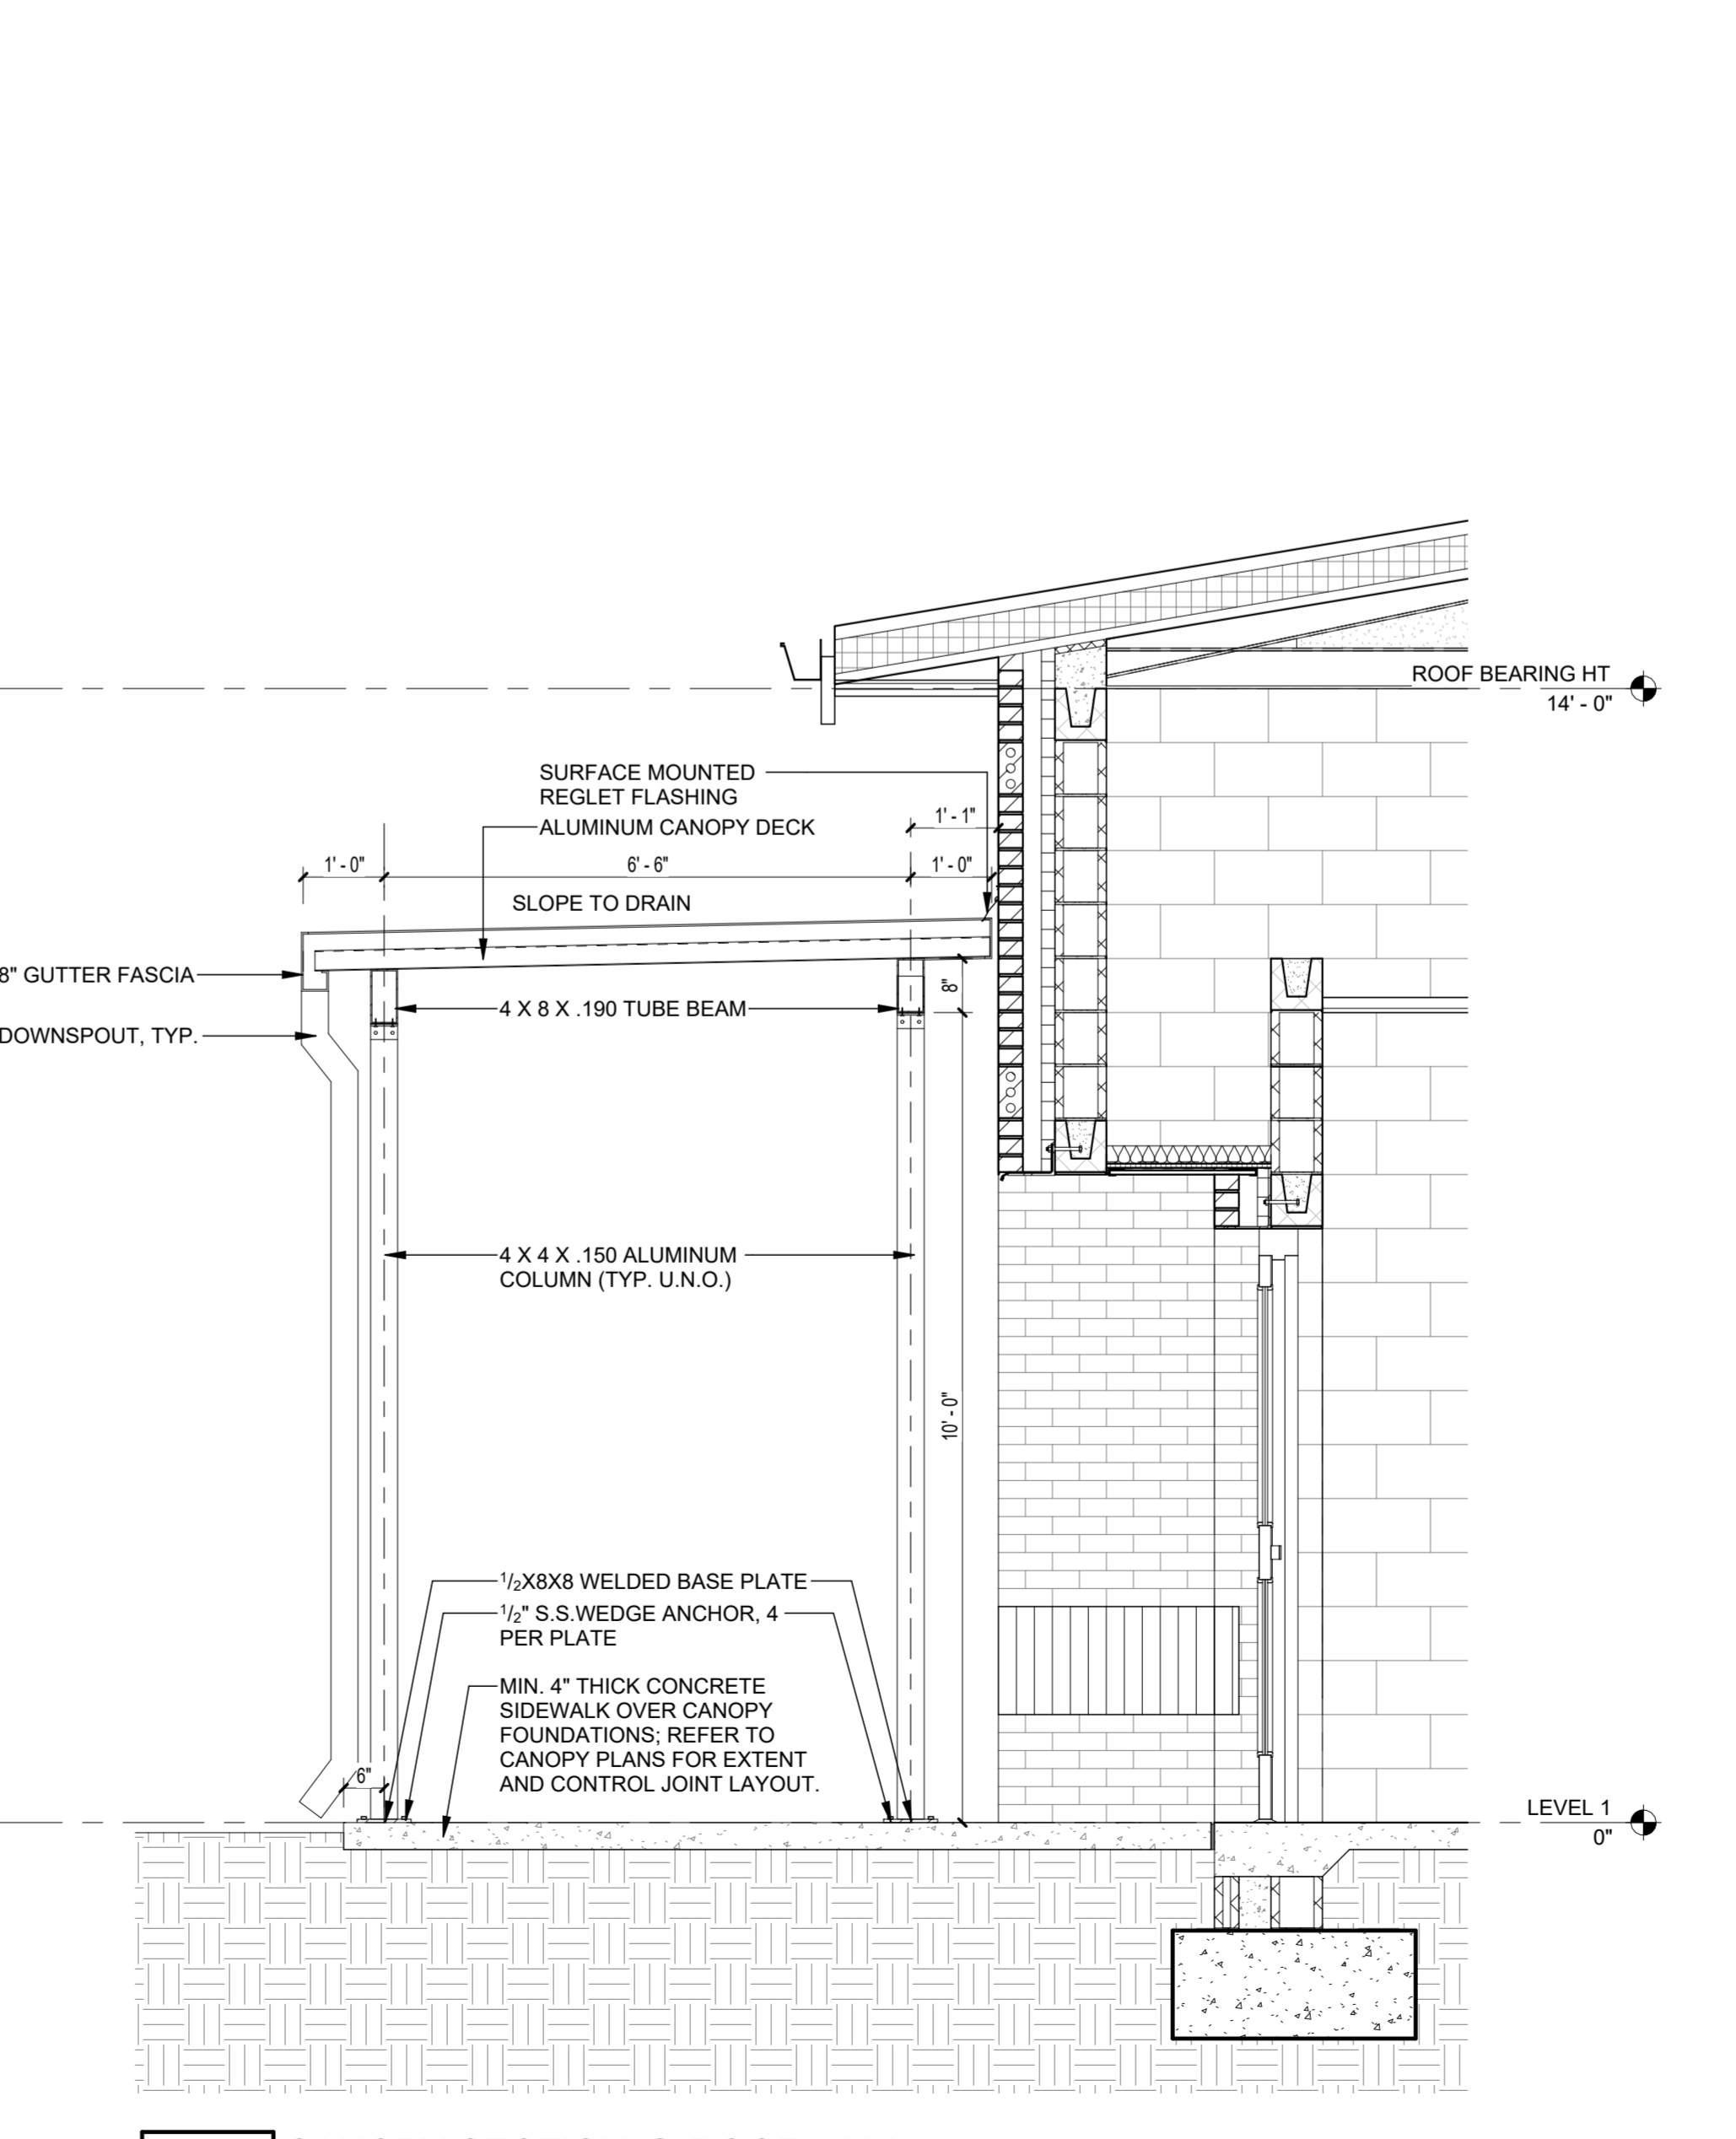 ROOF BEARING HT
14' - 0"
SURFACE MOUNTED
REGLET FLASHING
1' - 1"
ALUMINUM CANOPY DECK
1' - 0"
6' - 6"
1' - 0"
SLOPE TO DRAIN
8" GUTTER FASCIA
8"
4 X 8 X .190 TUBE BEAM
DOWNSPOUT, TYP.
4 X 4 X .150 ALUMINUM
COLUMN (TYP. U.N.O.)
10' - 0"
1/2X8X8 WELDED BASE PLATE
1/2" S.S.WEDGE ANCHOR, 4
PER PLATE
MIN. 4" THICK CONCRETE
SIDEWALK OVER CANOPY
FOUNDATIONS; REFER TO
CANOPY PLANS FOR EXTENT
AND CONTROL JOINT LAYOUT.
6"
LEVEL 1
0"